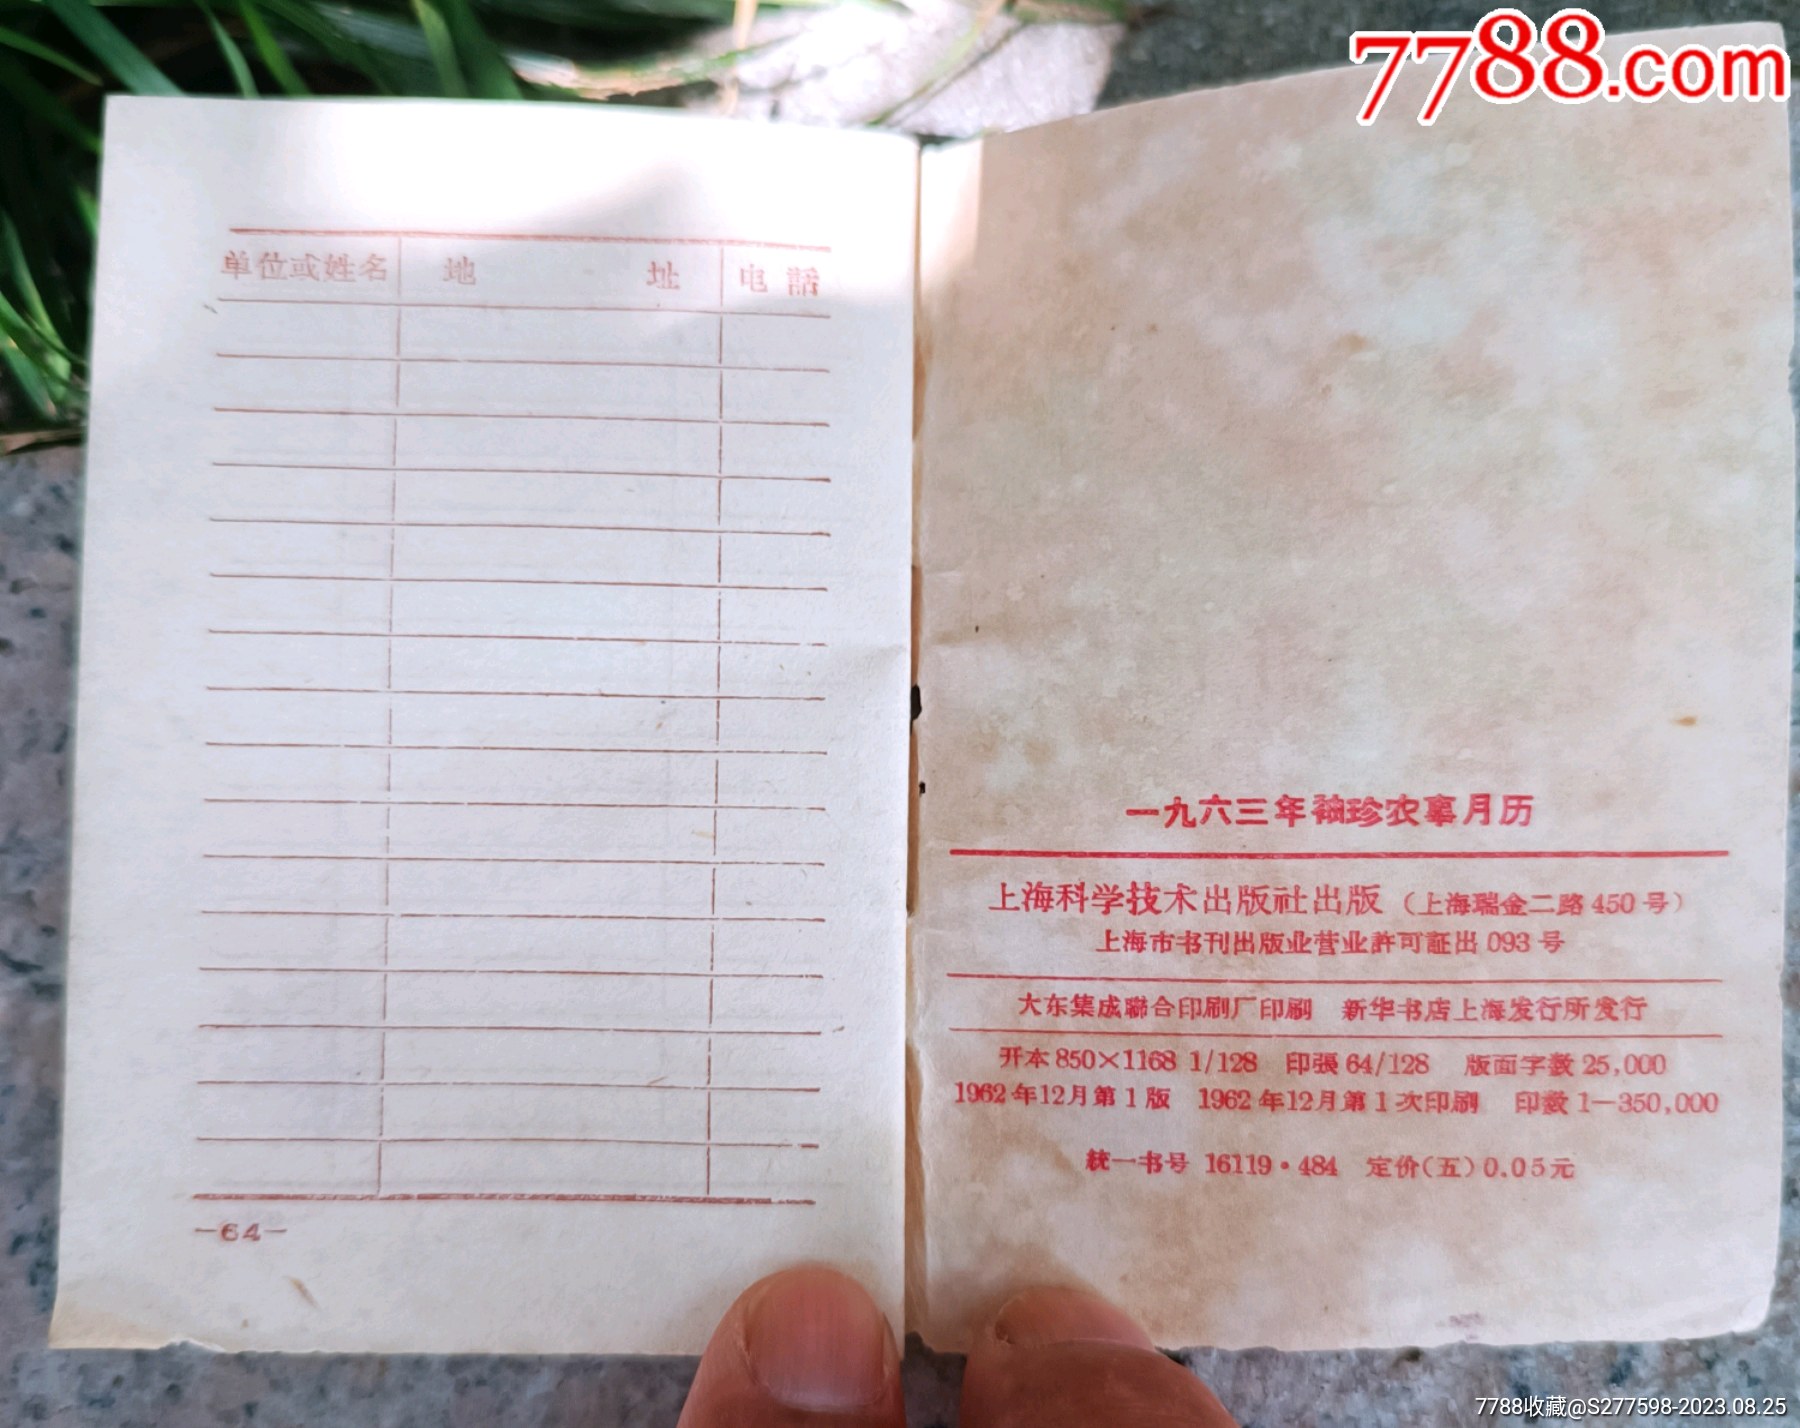 7788.com
单位或姓名 地 址 电 話
-64-
一九六三年袖珍农事月历
上海科学技术出版社出版（上海瑞金二路450号）
上海市书刊出版业营业許可証出093号
大东集成联合印刷厂印刷 新华书店上海发行所发行
开本850×1168 1/128 印張64/128 版面字数25,000
1962年12月第1版 1962年12月第1次印刷 印数1—350,000
統一书号 16119·484 定价(五)0.05元
7788收藏@S277598-2023.08.25